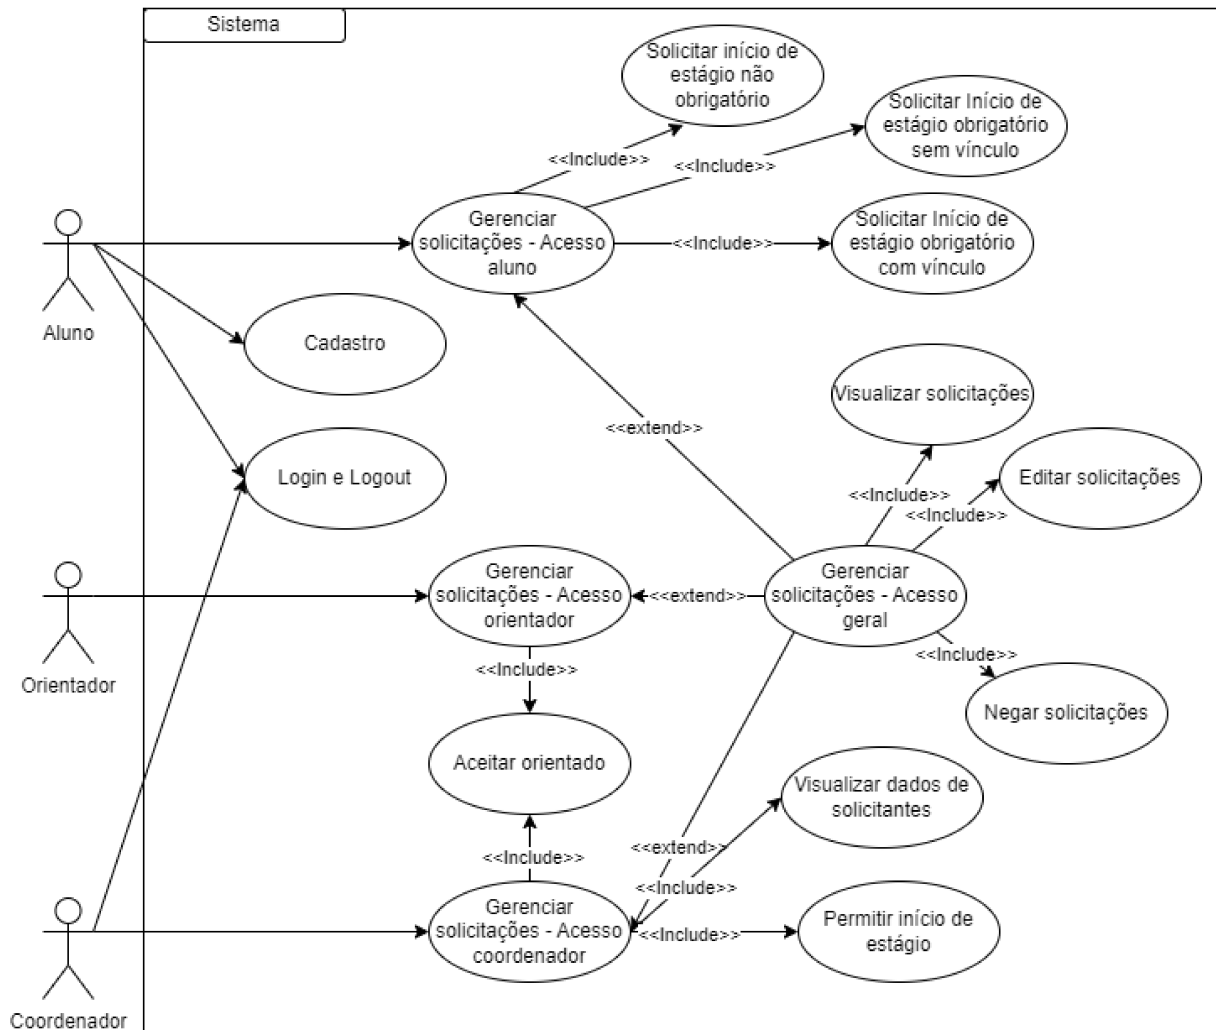 Sistema
Solicitar início de
estágio não
obrigatório
Solicitar Início de
estágio obrigatório
sem vínculo
<<Include>>
<<Include>>
Gerenciar
solicitações - Acesso
aluno
<<Include>>
Solicitar Início de
estágio obrigatório
com vínculo
Aluno
Cadastro
Visualizar solicitações
<<extend>>
Login e Logout
Editar solicitações
<<Include>>
<<Include>>
Gerenciar
solicitações - Acesso
orientador
<<extend>>
Gerenciar
solicitações - Acesso
geral
<<Include>>
<<Include>>
Orientador
Negar solicitações
Aceitar orientado
Visualizar dados de
solicitantes
<<Include>>
<<extend>>
<<Include>>
Gerenciar
solicitações - Acesso
coordenador
<<Include>>
Permitir início de
estágio
Coordenador